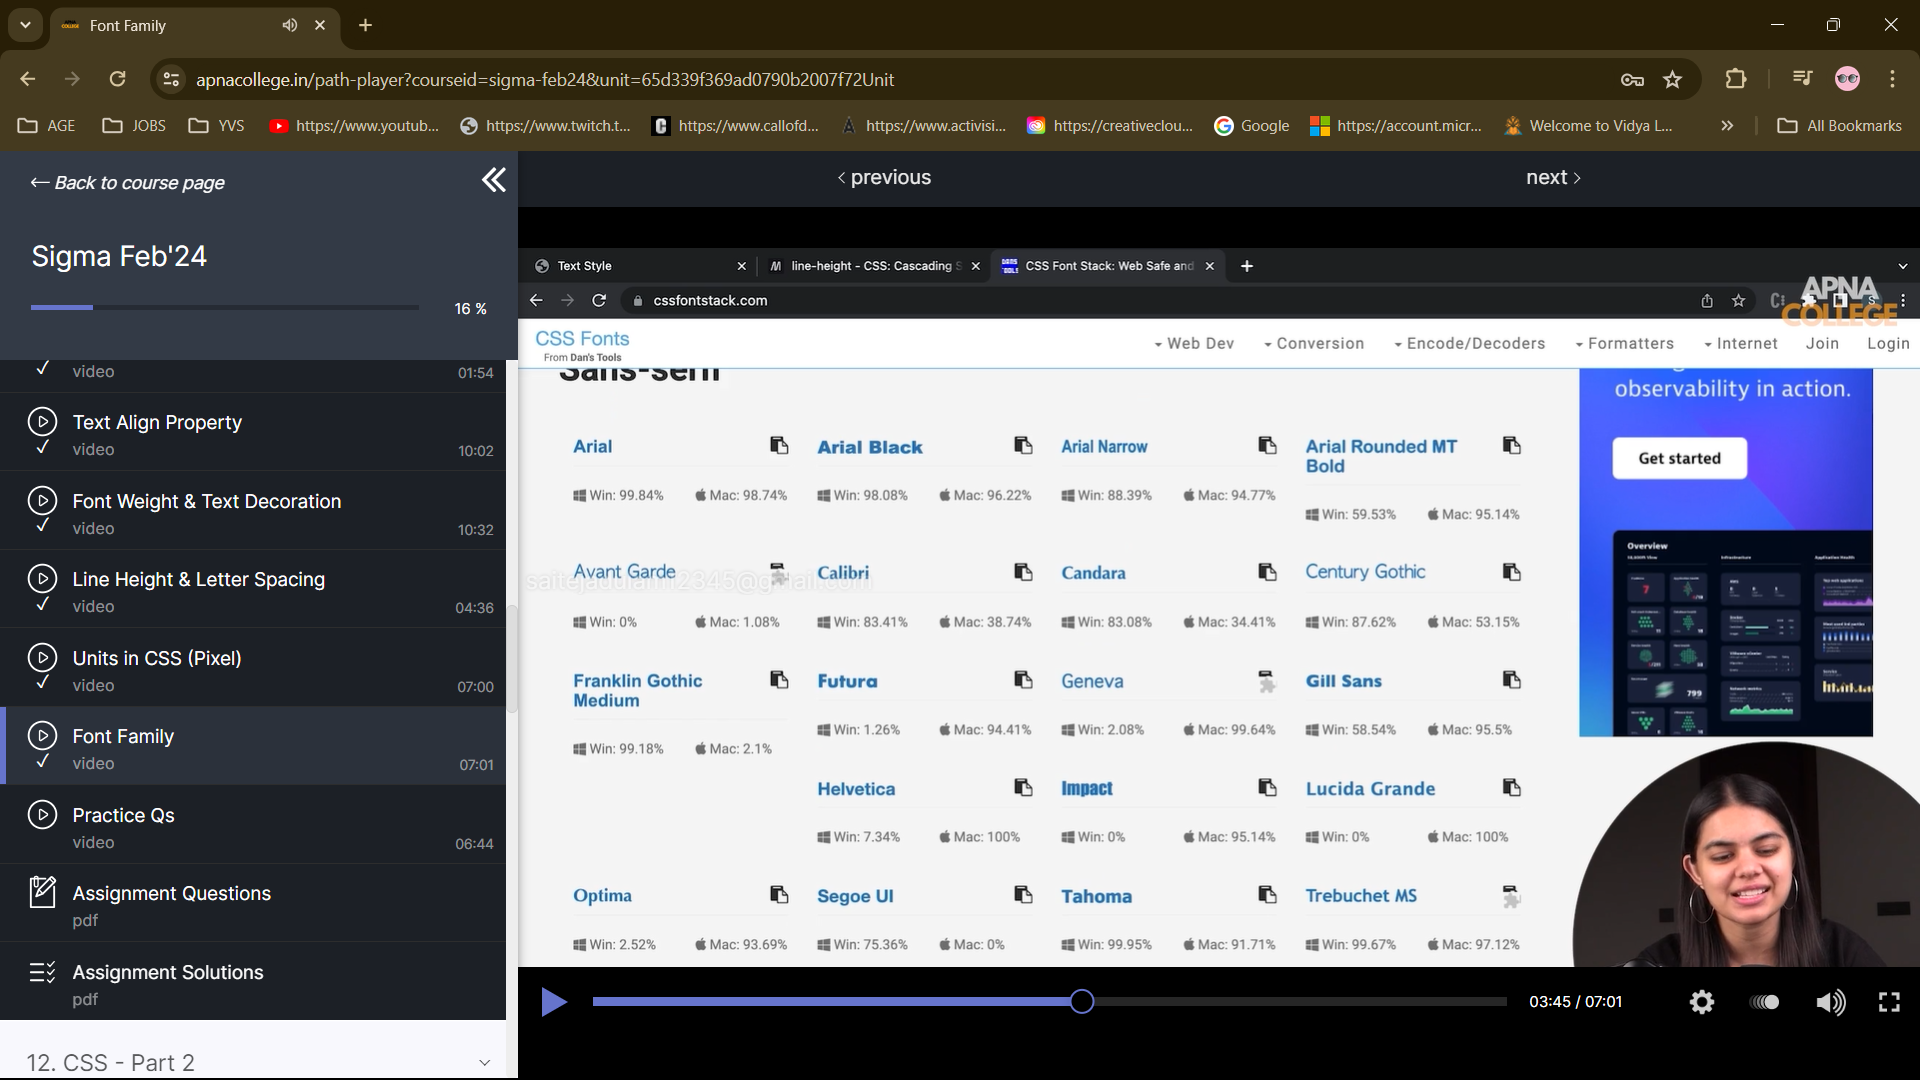 Font Family
apnacollege.in/path-player?courseid=sigma-feb24&unit=65d339f369ad0790b2007f72Unit
AGE JOBS YVS https://www.youtub... https://www.twitch.t... https://www.callofd... https://www.activisi... https://creativeclou... Google https://account.micr... Welcome to Vidya L... » All Bookmarks
← Back to course page
Sigma Feb'24
16 %
video 01:54
Text Align Property
video 10:02
Font Weight & Text Decoration
video 10:32
Line Height & Letter Spacing
video 04:36
Units in CSS (Pixel)
video 07:00
Font Family
video 07:01
Practice Qs
video 06:44
Assignment Questions
pdf
Assignment Solutions
pdf
12. CSS - Part 2
‹ previous next ›
Text Style line-height - CSS: Cascading S CSS Font Stack: Web Safe and
cssfontstack.com
APNA
COLLEGE
CSS Fonts
From Dan's Tools
Web Dev Conversion Encode/Decoders Formatters Internet Join Login
Sans-serif
observability in action.
Get started
Arial Arial Black Arial Narrow Arial Rounded MT
Bold
Win: 99.84% Mac: 98.74% Win: 98.08% Mac: 96.22% Win: 88.39% Mac: 94.77%
Win: 59.53% Mac: 95.14%
Avant Garde Calibri Candara Century Gothic
Win: 0% Mac: 1.08% Win: 83.41% Mac: 38.74% Win: 83.08% Mac: 34.41% Win: 87.62% Mac: 53.15%
Franklin Gothic
Medium Futura Geneva Gill Sans
Win: 1.26% Mac: 94.41% Win: 2.08% Mac: 99.64% Win: 58.54% Mac: 95.5%
Win: 99.18% Mac: 2.1%
Helvetica Impact Lucida Grande
Win: 7.34% Mac: 100% Win: 0% Mac: 95.14% Win: 0% Mac: 100%
Optima Segoe UI Tahoma Trebuchet MS
Win: 2.52% Mac: 93.69% Win: 75.36% Mac: 0% Win: 99.95% Mac: 91.71% Win: 99.67% Mac: 97.12%
Overview
799
03:45 / 07:01